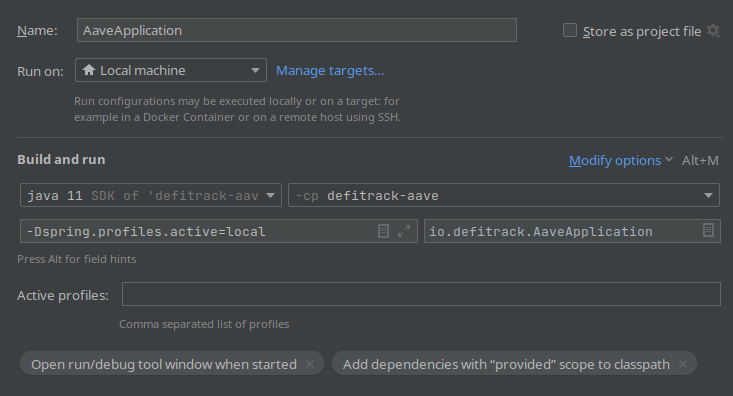 Name: AaveApplication Store as project file
Run on: Local machine Manage targets...
Run configurations may be executed locally or on a target: for
example in a Docker Container or on a remote host using SSH.
Build and run Modify options Alt+M
java 11 SDK of 'defitrack-aav -cp defitrack-aave
-Dspring.profiles.active=local io.defitrack.AaveApplication
Press Alt for field hints
Active profiles:
Comma separated list of profiles
Open run/debug tool window when started × Add dependencies with “provided” scope to classpath ×